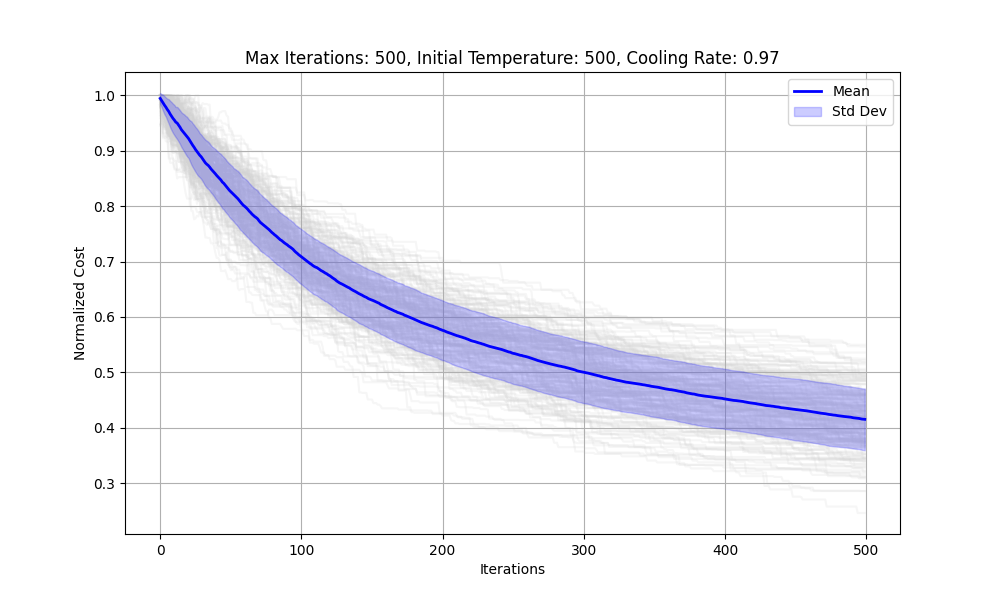 Max Iterations: 500, Initial Temperature: 500, Cooling Rate: 0.97
Mean
Std Dev
Normalized Cost
1.0
0.9
0.8
0.7
0.6
0.5
0.4
0.3
0 100 200 300 400 500
Iterations